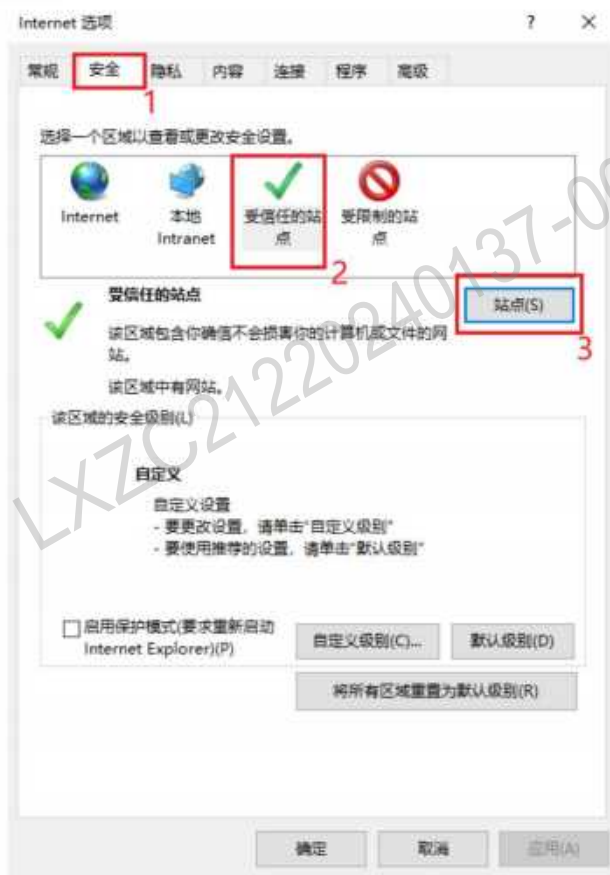 Internet 选项
常规 安全 隐私 内容 连接 程序 高级
1
选择一个区域以查看或更改安全设置。
Internet 本地 受信任的站 受限制的站
Intranet 点 点
2
受信任的站点
站点(S)
3
该区域包含你确信不会损害你的计算机或文件的网
站。
该区域中有网站。
该区域的安全级别(L)
自定义
自定义设置
- 要更改设置，请单击"自定义级别"
- 要使用推荐的设置，请单击"默认级别"
启用保护模式(要求重新启动
Internet Explorer)(P)
自定义级别(C)... 默认级别(D)
将所有区域重置为默认级别(R)
确定 取消 应用(A)
LXZC21220240137-00